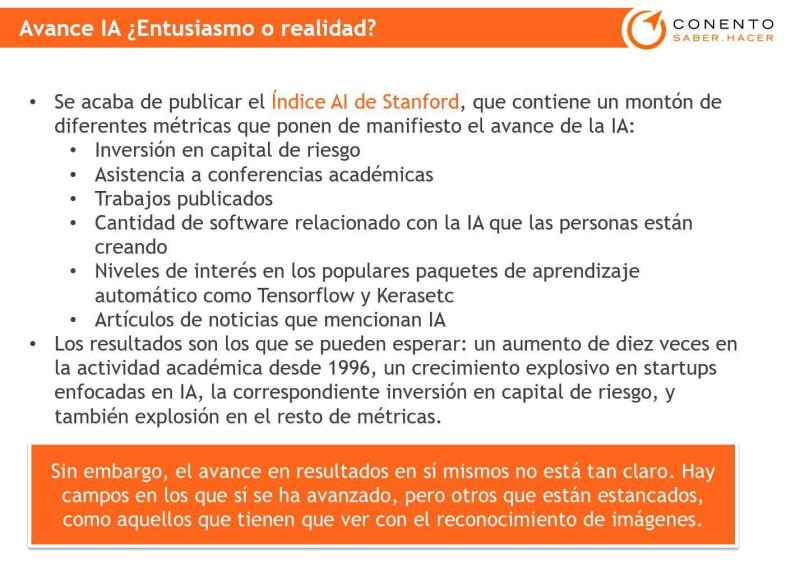 Avance IA ¿Entusiasmo o realidad?
CONENTO
SABER.HACER
• Se acaba de publicar el Índice AI de Stanford, que contiene un montón de
diferentes métricas que ponen de manifiesto el avance de la IA:
• Inversión en capital de riesgo
• Asistencia a conferencias académicas
• Trabajos publicados
• Cantidad de software relacionado con la IA que las personas están
creando
• Niveles de interés en los populares paquetes de aprendizaje
automático como Tensorflow y Kerasetc
• Artículos de noticias que mencionan IA
• Los resultados son los que se pueden esperar: un aumento de diez veces en
la actividad académica desde 1996, un crecimiento explosivo en startups
enfocadas en IA, la correspondiente inversión en capital de riesgo, y
también explosión en el resto de métricas.
Sin embargo, el avance en resultados en sí mismos no está tan claro. Hay
campos en los que sí se ha avanzado, pero otros que están estancados,
como aquellos que tienen que ver con el reconocimiento de imágenes.